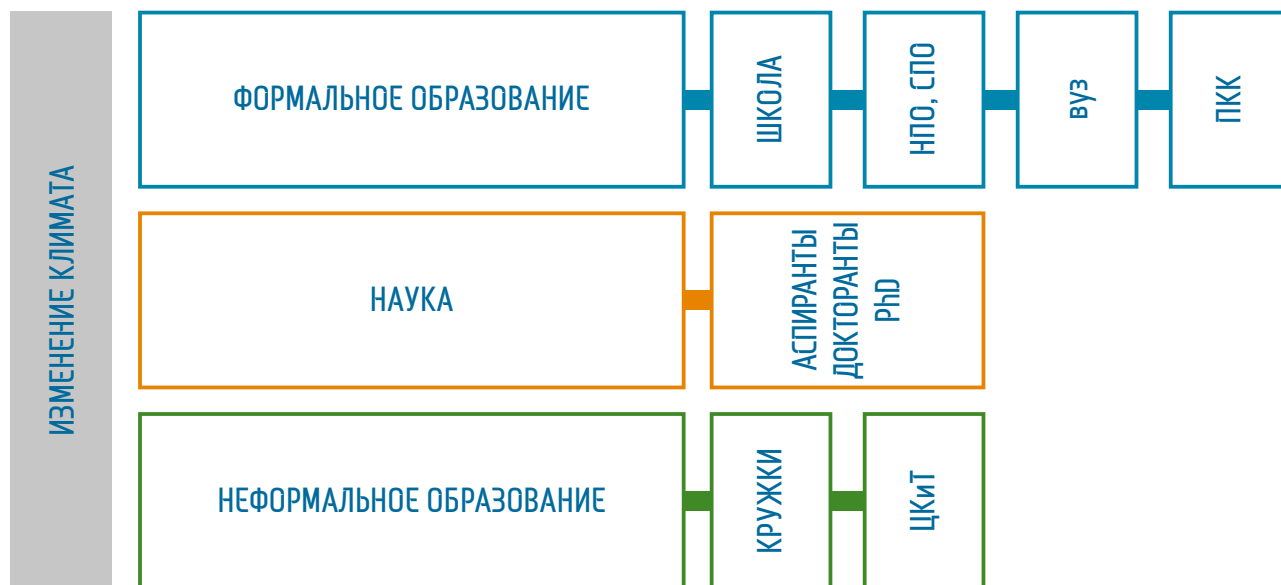 ИЗМЕНЕНИЕ КЛИМАТА
ФОРМАЛЬНОЕ ОБРАЗОВАНИЕ
ШКОЛА
НПО, СПО
вуз
ПКК
НАУКА
АСПИРАНТЫ
ДОКТОРАНТЫ
PhD
НЕФОРМАЛЬНОЕ ОБРАЗОВАНИЕ
КРУЖКИ
ЦКиТ